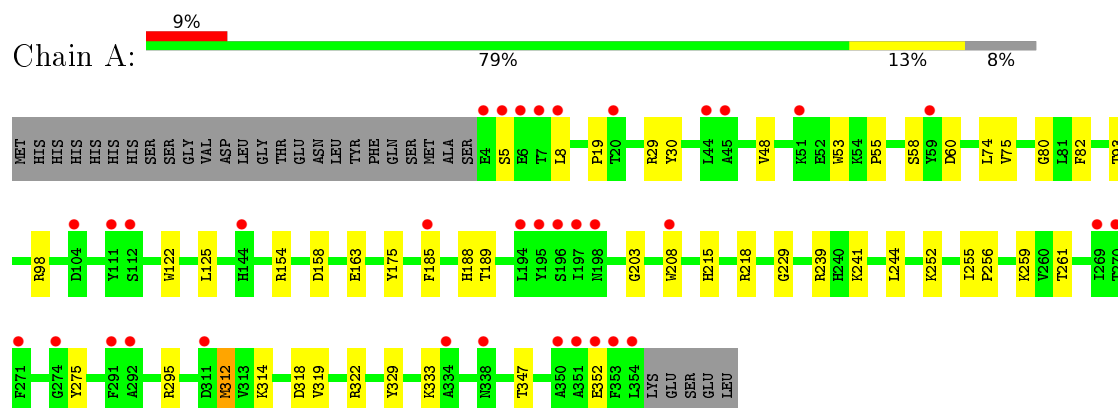 9%
Chain A:
79% 13% 8%
MET HIS HIS HIS HIS HIS HIS SER SER GLY VAL ASP LEU GLY THR GLU ASN LEU TYR PHE GLN SER MET ALA SER E4 S5 E6 T7 L8 P19 T20 R29 Y30 L44 A45 V48 K51 E52 W53 K54 P55 S58 Y59 D60 L74 V75 G80 L81 F82 T93
R98 D104 Y111 S112 W122 L125 H144 R154 D158 E163 Y175 F185 H188 T189 L194 Y195 S196 I197 N198 G203 W208 H215 R218 G229 R239 H240 K241 L244 K252 I255 P256 K259 V260 T261 I269 T270
F271 G274 Y275 F291 A292 R295 D311 M312 V313 K314 D318 V319 R322 Y329 K333 A334 N338 T347 A350 A351 E352 F353 L354 LYS GLU SER GLU LEU